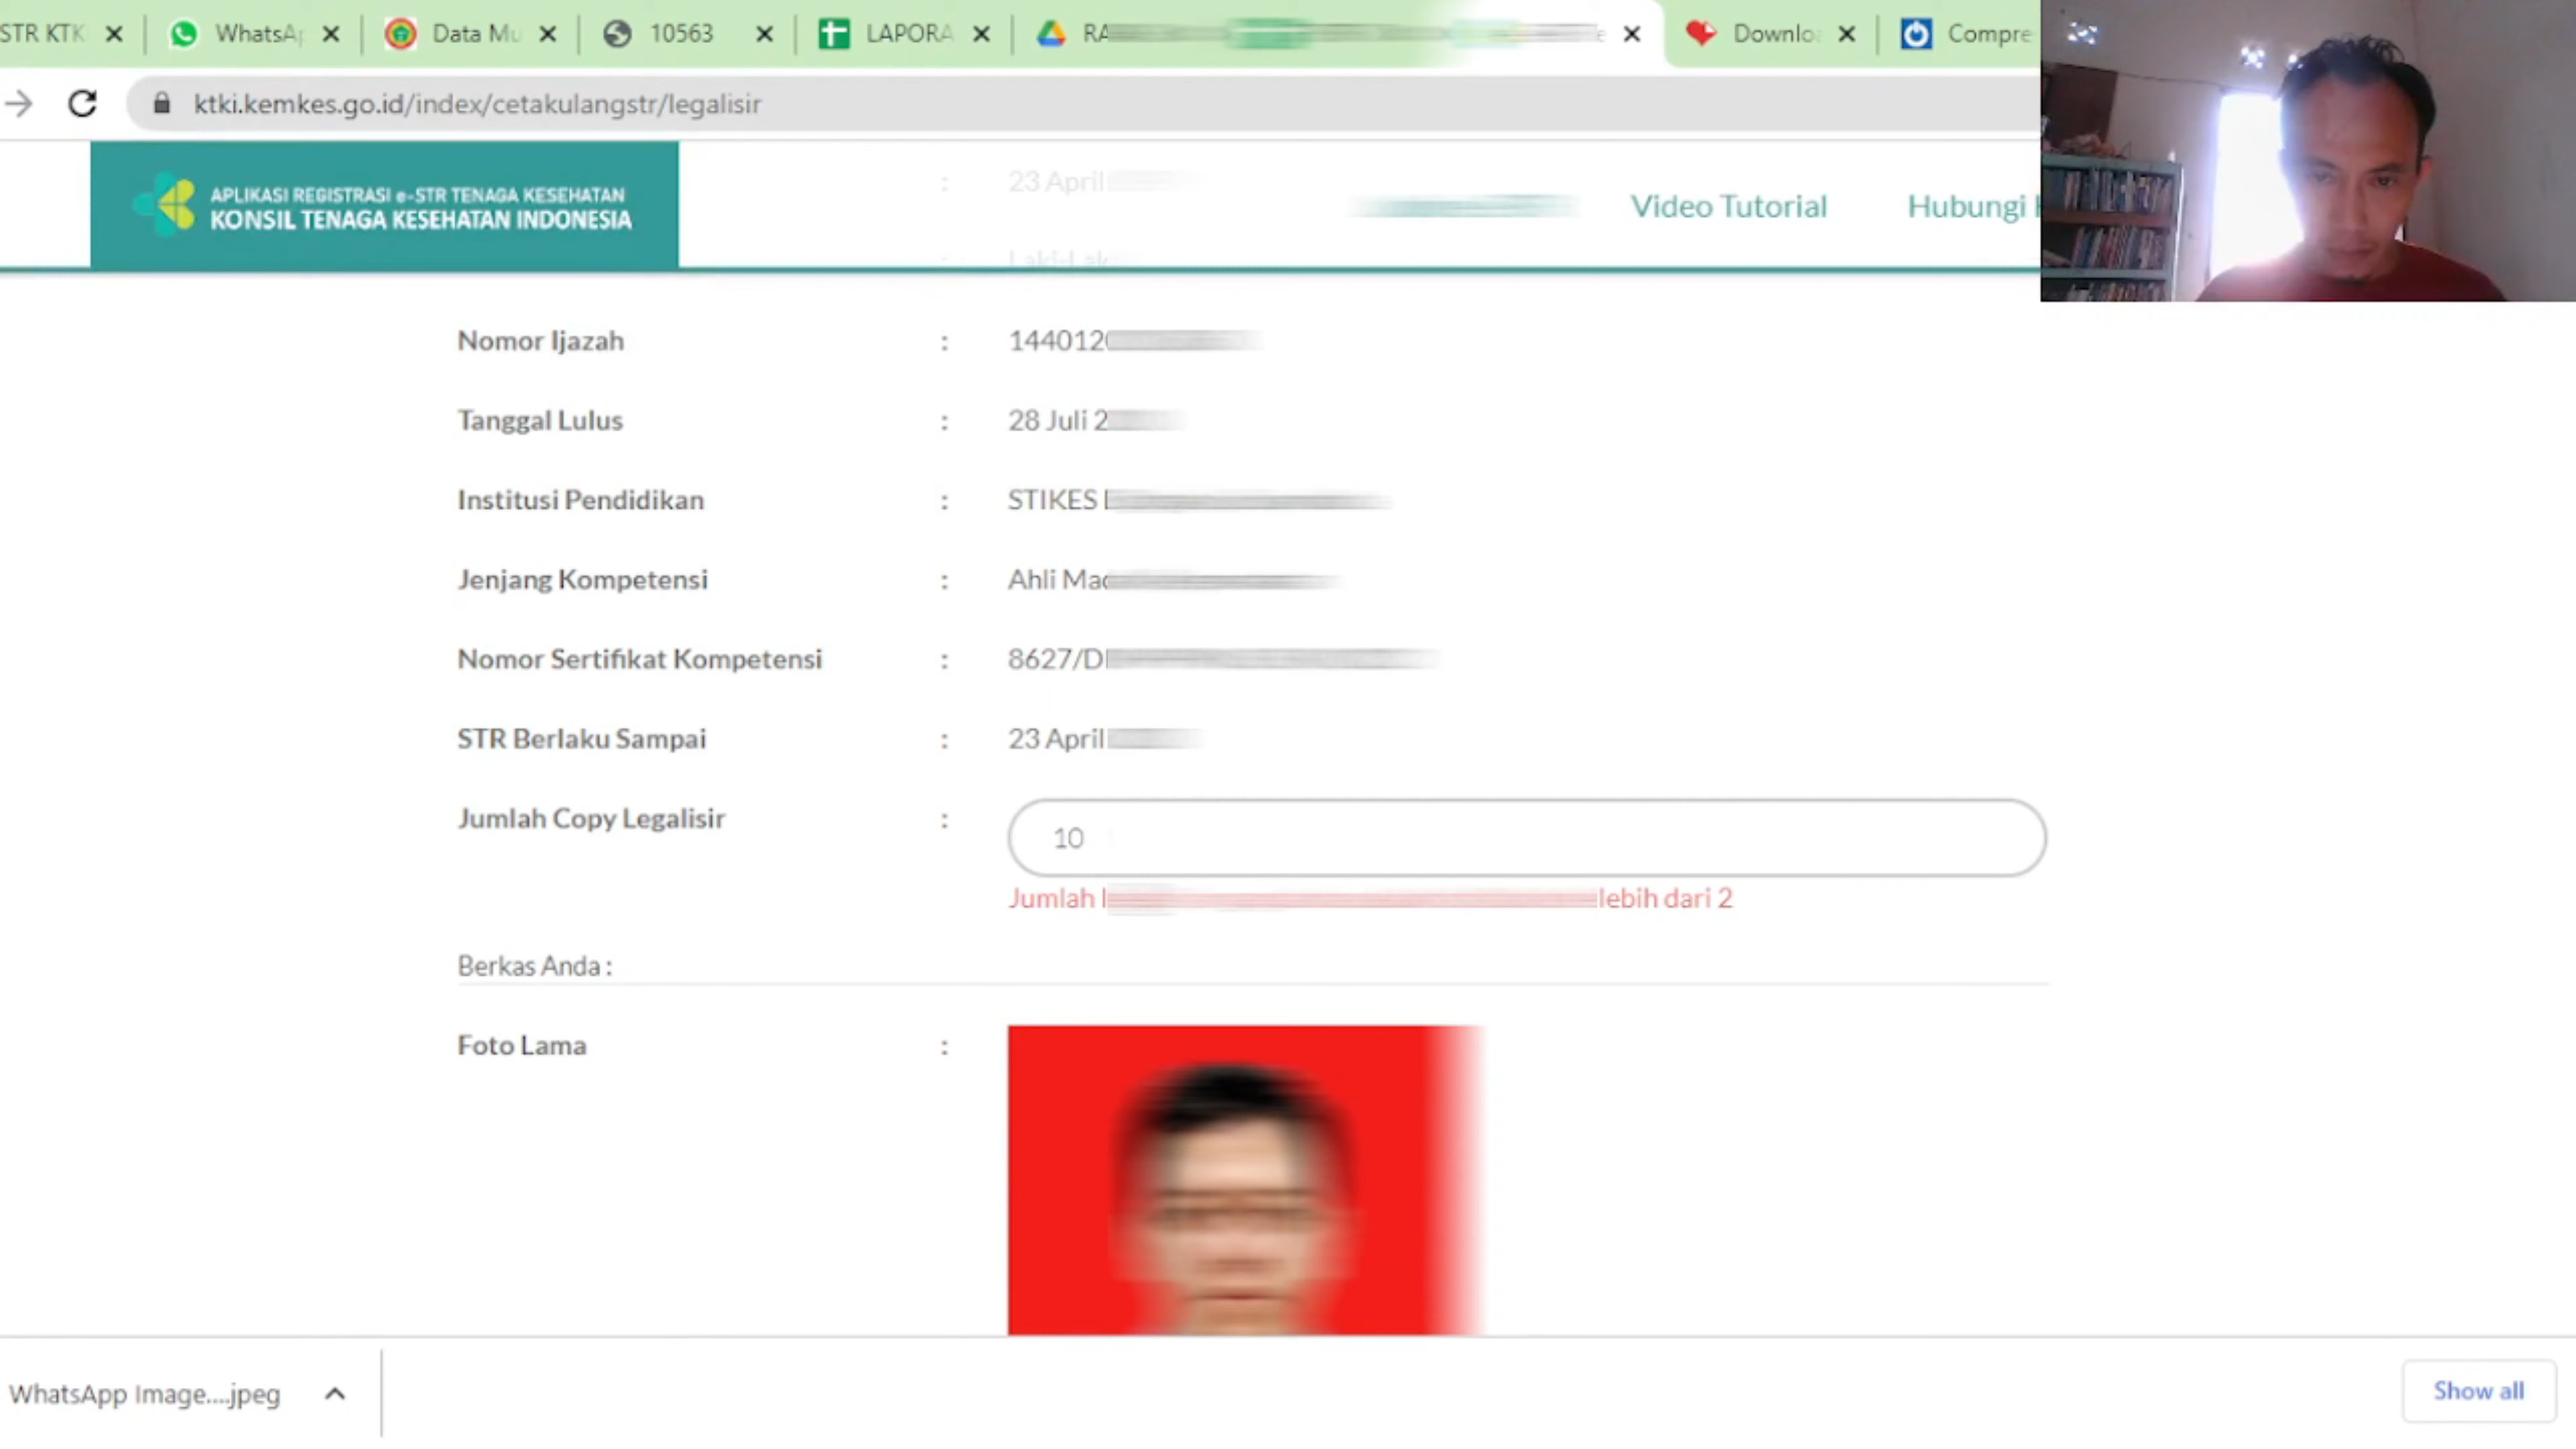 STR KTK WhatsA Data Mu 10563 LAPORA RA Downlo Compre
ktki.kemkes.go.id/index/cetakulangstr/legalisir
APLIKASI REGISTRASI e-STR TENAGA KESEHATAN
KONSIL TENAGA KESEHATAN INDONESIA
: 23 April
Video Tutorial Hubungi
: Laki-Lak
Nomor Ijazah : 144012
Tanggal Lulus : 28 Juli 2
Institusi Pendidikan : STIKES
Jenjang Kompetensi : Ahli Mad
Nomor Sertifikat Kompetensi : 8627/D
STR Berlaku Sampai : 23 April
Jumlah Copy Legalisir : 10
Jumlah lebih dari 2
Berkas Anda :
Foto Lama :
WhatsApp Image....jpeg Show all